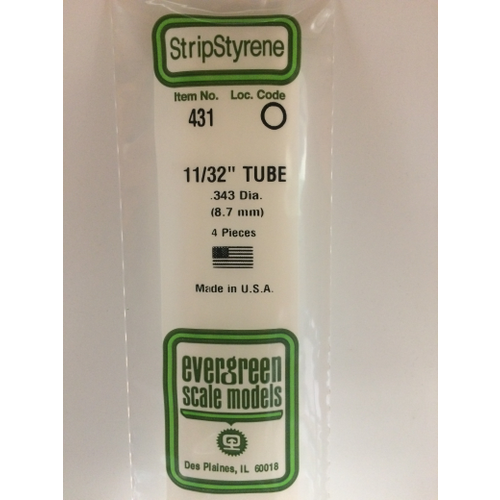 StripStyrene
Item No. Loc. Code
431
11/32" TUBE
.343 Dia.
(8.7 mm)
4 Pieces
Made in U.S.A.
evergreen
scale models
Des Plaines, IL 60018